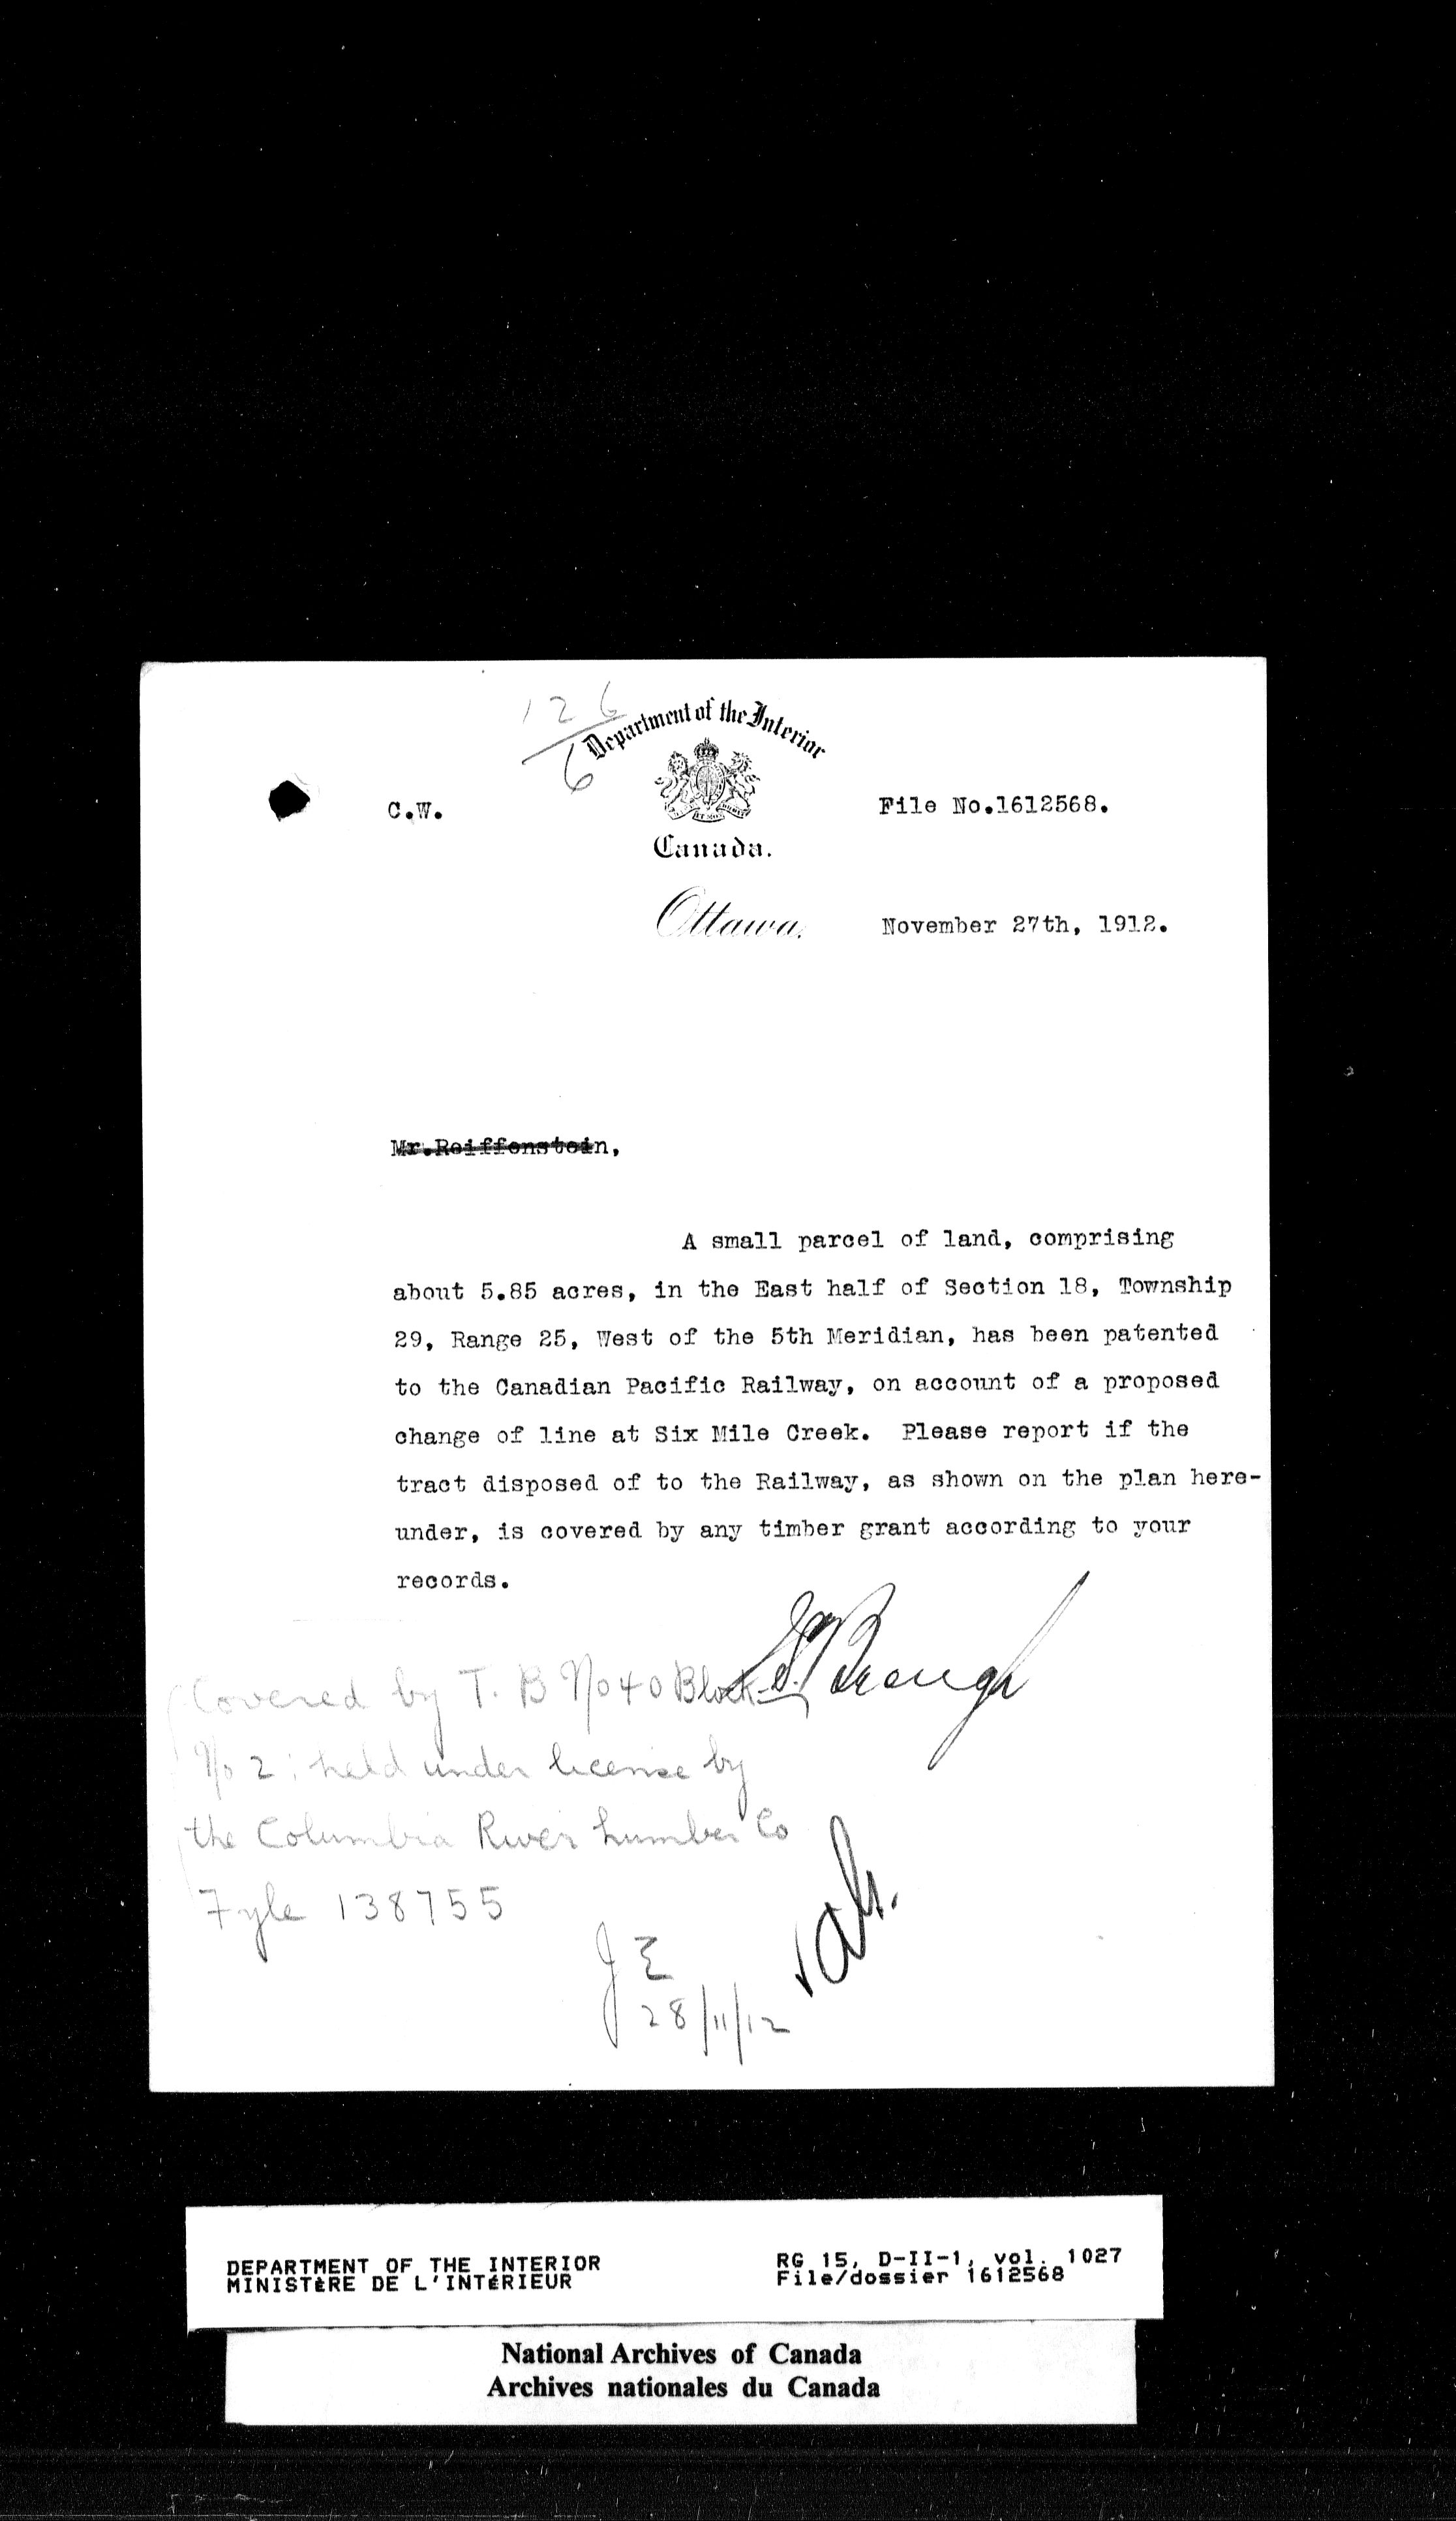 126
6
Department of the Interior
C.W.
File No.1612568.
Canada.
Ottawa,
November 27th, 1912.
Mr.Reiffenstein,
A small parcel of land, comprising
about 5.85 acres, in the East half of Section 18, Township
29, Range 25, West of the 5th Meridian, has been patented
to the Canadian Pacific Railway, on account of a proposed
change of line at Six Mile Creek.  Please report if the
tract disposed of to the Railway, as shown on the plan here-
under, is covered by any timber grant according to your
records.
Covered by T. B No 40 Block
No 2; held under license by
the Columbia River Lumber Co
Fyle 138755
J E
28/11/12
DEPARTMENT OF THE INTERIOR
MINISTÈRE DE L'INTÉRIEUR
RG 15, D-II-1, vol. 1027
File/dossier 1612568
National Archives of Canada
Archives nationales du Canada